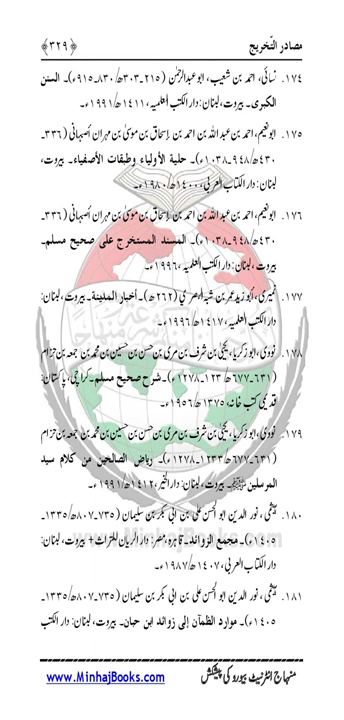 مصادر التخریج ﴿۳۲۹﴾
۱۷۴۔ نسائی، احمد بن شعیب، ابو عبدالرحمٰن (۲۱۵۔۳۰۳ھ/۸۳۰۔۹۱۵ء)۔ السنن
الکبری۔ بیروت، لبنان: دار الکتب العلمیہ، ۱۴۱۱ھ/۱۹۹۱ء۔
۱۷۵۔ ابو نعیم، احمد بن عبد اللہ بن احمد بن إسحاق بن موسیٰ بن مہران أصبہانی (۳۳۶۔
۴۳۰ھ/۹۴۸۔۱۰۳۸ء)۔ حلیة الأولیاء وطبقات الأصفیاء۔ بیروت،
لبنان: دار الکتاب العربی، ۱۴۰۰ھ/۱۹۸۰ء۔
۱۷۶۔ ابو نعیم، احمد بن عبد اللہ بن احمد بن إسحاق بن موسیٰ بن مہران أصبہانی (۳۳۶۔
۴۳۰ھ/۹۴۸۔۱۰۳۸ء)۔ المسند المستخرج علی صحیح مسلم۔
بیروت، لبنان: دار الکتب العلمیہ، ۱۹۹۶ء۔
۱۷۷۔ نمیری، أبو زید عمر بن شبہ (۲۶۲ھ)۔ أخبار المدینة۔ بیروت، لبنان:
دار الکتب العلمیہ، ۱۴۱۷ھ/۱۹۹۶ء۔
۱۷۸۔ نووی، ابو زکریا، یحییٰ بن شرف بن مری بن حسن بن حسین بن محمد بن جمعہ بن حزام
(۶۳۱۔۶۷۷ھ/۱۲۳۔۱۲۷۸ء)۔ شرح صحیح مسلم۔ کراچی، پاکستان:
قدیمی کتب خانہ، ۱۳۷۵ھ/۱۹۵۶ء۔
۱۷۹۔ نووی، ابو زکریا، یحییٰ بن شرف بن مری بن حسن بن حسین بن محمد بن جمعہ بن حزام
(۶۳۱۔۶۷۷ھ/۱۲۳۳۔۱۲۷۸ء)۔ ریاض الصالحین من کلام سید
المرسلین ﷺ۔ بیروت، لبنان: دار الخیر، ۱۴۱۲ھ/۱۹۹۱ء۔
۱۸۰۔ ہیثمی، نور الدین ابو الحسن علی بن ابی بکر بن سلیمان (۷۳۵۔۸۰۷ھ/۱۳۳۵۔
۱۴۰۵ء)۔ مجمع الزوائد۔ قاہرہ، مصر: دار الریان للتراث + بیروت، لبنان:
دار الکتاب العربی، ۱۴۰۷ھ/۱۹۸۷ء۔
۱۸۱۔ ہیثمی، نور الدین ابو الحسن علی بن ابی بکر بن سلیمان (۷۳۵۔۸۰۷ھ/۱۳۳۵۔
۱۴۰۵ء)۔ موارد الظمآن إلی زوائد ابن حبان۔ بیروت، لبنان: دار الکتب
www.MinhajBooks.com
منہاج انٹرنیٹ بیورو کی پیشکش www.MinhajBooks.com